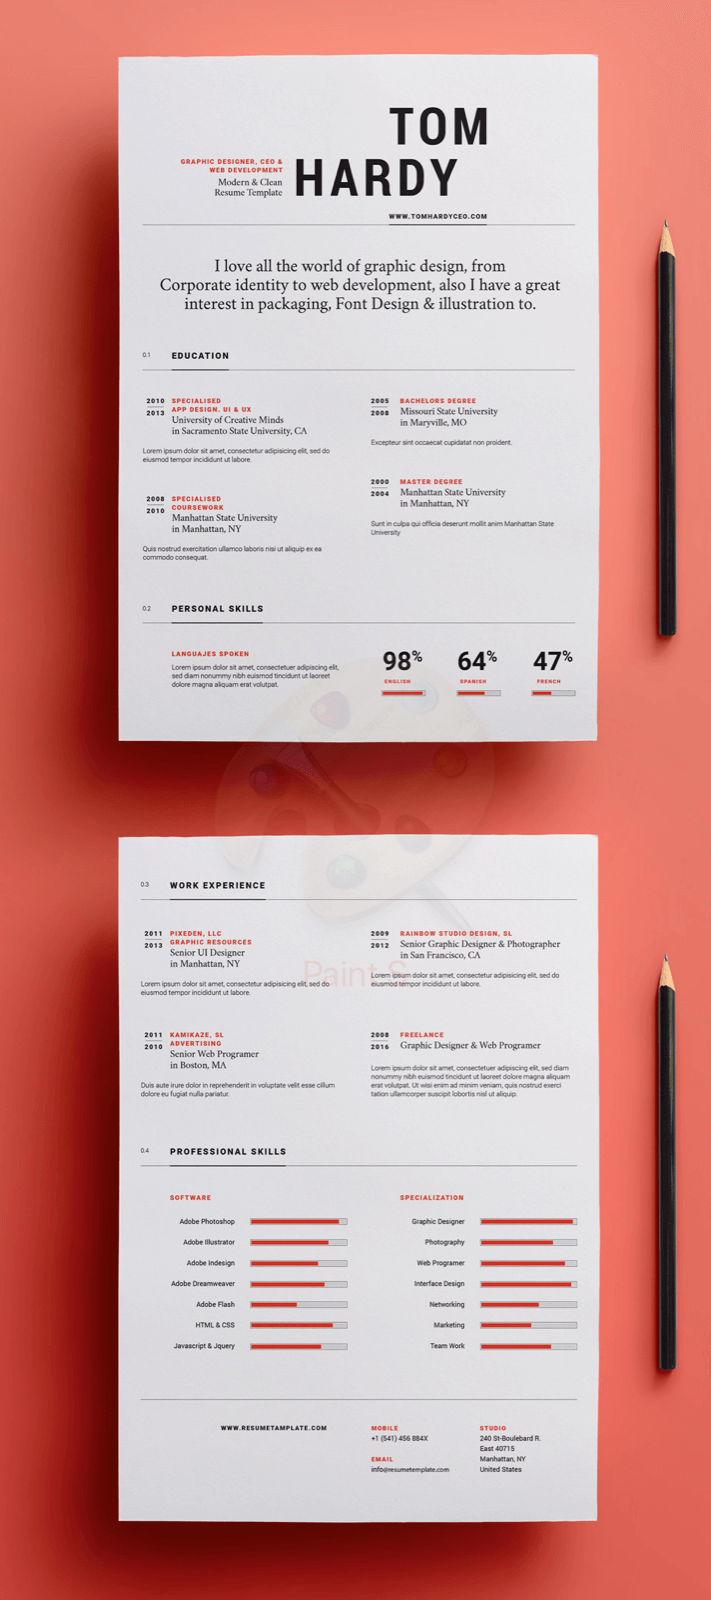 TOM
HARDY
GRAPHIC DESIGNER, CEO &
WEB DEVELOPMENT
Modern & Clean
Resume Template
WWW.TOMHARDYCEO.COM
I love all the world of graphic design, from
Corporate identity to web development, also I have a great
interest in packaging, Font Design & illustration to.
0.1 EDUCATION
2010
2013
SPECIALISED
APP DESIGN, UI & UX
University of Creative Minds
in Sacramento State University, CA
Lorem ipsum dolor sit amet, consectetur adipisicing elit, sed do
eiusmod tempor incididunt ut labore.
2005
2008
BACHELORS DEGREE
Missouri State University
in Maryville, MO
Excepteur sint occaecat cupidatat non proident.
2008
2010
SPECIALISED
COURSEWORK
Manhattan State University
in Manhattan, NY
Quis nostrud exercitation ullamco laboris nisi ut aliquip ex ea
commodo consequat.
2000
2004
MASTER DEGREE
Manhattan State University
in Manhattan, NY
Sunt in culpa qui officia deserunt mollit anim Manhattan State
University
0.2 PERSONAL SKILLS
LANGUAJES SPOKEN
Lorem ipsum dolor sit amet, consectetuer adipiscing elit,
sed diam nonummy nibh euismod tincidunt ut laoreet
dolore magna aliquam erat volutpat.
98% 64% 47%
ENGLISH SPANISH FRENCH
0.3 WORK EXPERIENCE
2011
2013
PIXEDEN, LLC
GRAPHIC RESOURCES
Senior UI Designer
in Manhattan, NY
Lorem ipsum dolor sit amet, consectetur adipisicing elit, sed do
eiusmod tempor incididunt ut labore.
2009
2012
RAINBOW STUDIO DESIGN, SL
Senior Graphic Designer & Photographer
in San Francisco, CA
Lorem ipsum dolor sit amet, consectetur adipisicing elit, sed do
eiusmod tempor incididunt ut labore.
Paint S
2011
2010
KAMIKAZE, SL
ADVERTISING
Senior Web Programer
in Boston, MA
Duis aute irure dolor in reprehenderit in voluptate velit esse cillum
dolore eu fugiat nulla pariatur.
2008
2016
FREELANCE
Graphic Designer & Web Programer
Lorem ipsum dolor sit amet, consectetuer adipiscing elit, sed diam
nonummy nibh euismod tincidunt ut laoreet dolore magna aliquam
erat volutpat. Ut wisi enim ad minim veniam, quis nostrud exerci
tation ullamcorper suscipit lobortis nisl ut aliquip.
0.4 PROFESSIONAL SKILLS
SOFTWARE
Adobe Photoshop
Adobe Illustrator
Adobe Indesign
Adobe Dreamweaver
Adobe Flash
HTML & CSS
Javascript & Jquery
SPECIALIZATION
Graphic Designer
Photography
Web Programer
Interface Design
Networking
Marketing
Team Work
WWW.RESUMETAMPLATE.COM
MOBILE
+1 (541) 456 884X
EMAIL
info@resumetemplate.com
STUDIO
240 St-Boulebard R.
East 40715
Manhattan, NY
United States